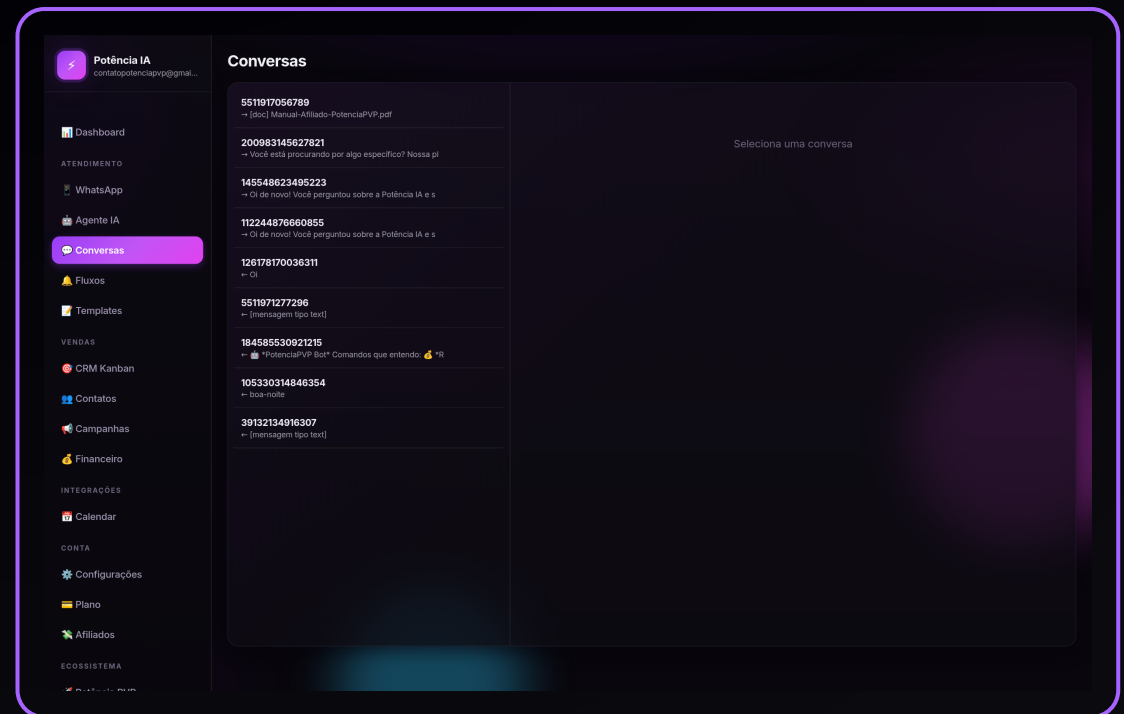 ⚡ Potência IA
contatopotenciapvp@gmai...
📊 Dashboard
ATENDIMENTO
📱 WhatsApp
🤖 Agente IA
💬 Conversas
🔔 Fluxos
📝 Templates
VENDAS
🎯 CRM Kanban
👥 Contatos
📢 Campanhas
💰 Financeiro
INTEGRAÇÕES
📅 Calendar
CONTA
⚙️ Configurações
💳 Plano
💸 Afiliados
ECOSSISTEMA
Potência PVP
Conversas
5511917056789
→ [doc] Manual-Afiliado-PotenciaPVP.pdf
200983145627821
→ Você está procurando por algo específico? Nossa pl
145548623495223
→ Oi de novo! Você perguntou sobre a Potência IA e s
112244876660855
→ Oi de novo! Você perguntou sobre a Potência IA e s
126178170036311
← Oi
5511971277296
← [mensagem tipo text]
184585530921215
← 🤖 *PotenciaPVP Bot* Comandos que entendo: 💰 *R
105330314846354
← boa-noite
39132134916307
← [mensagem tipo text]
Seleciona uma conversa